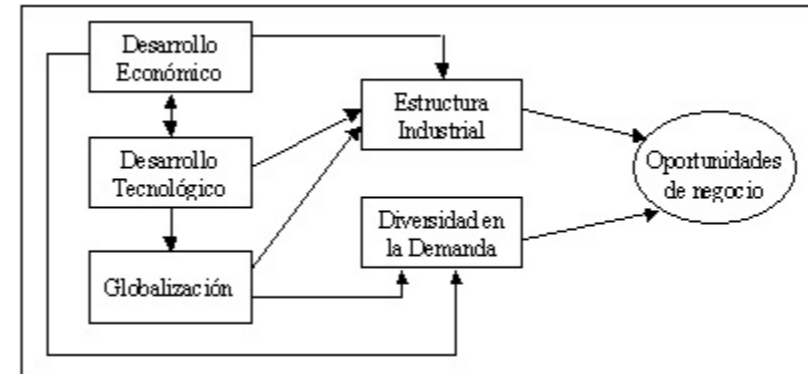 Desarrollo
Económico
Estructura
Industrial
Desarrollo
Tecnológico
Oportunidades
de negocio
Diversidad en
la Demanda
Globalización